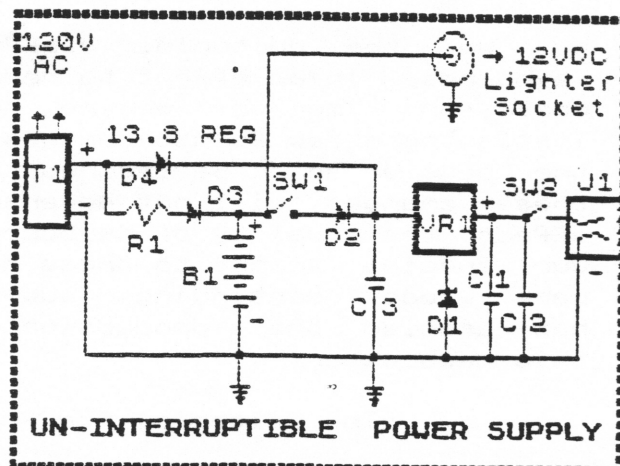 120V
AC
→ 12VDC
Lighter
Socket
13.8 REG
+
T1
D4
D3
SW1
SW2
J1
-
R1
+
D2
VR1
+
B1
-
C3
D1
C1
C2
-
UN-INTERRUPTIBLE POWER SUPPLY